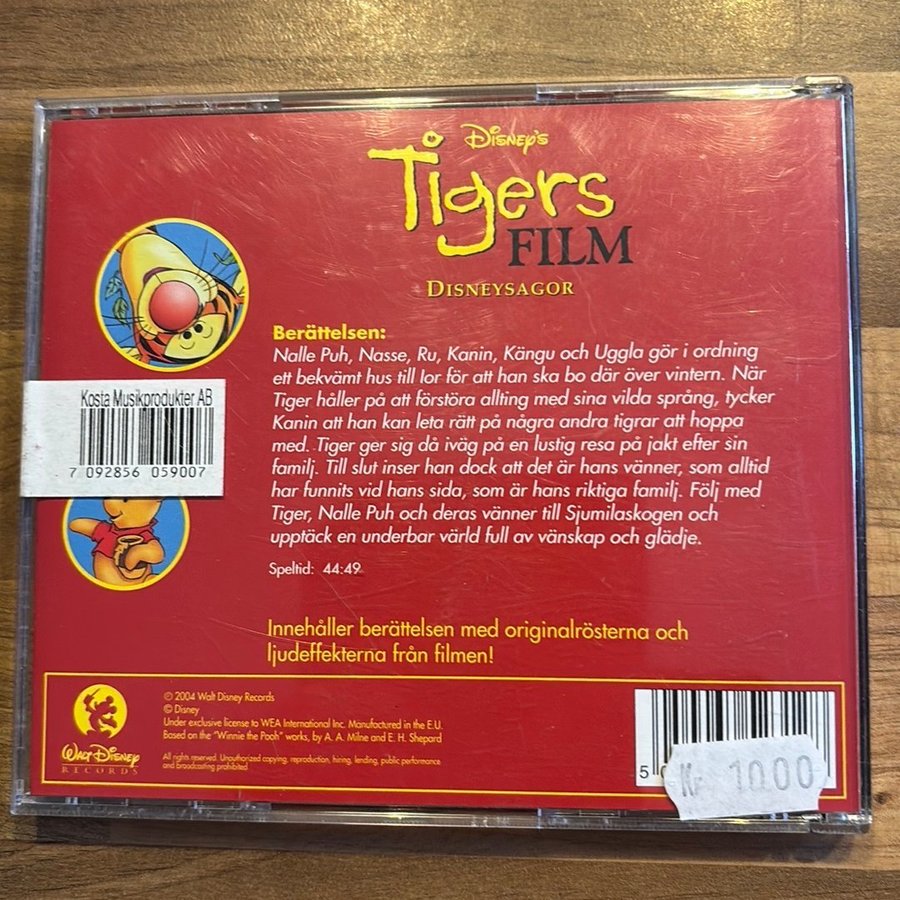 Disney's
Tigers
FILM
DISNEYSAGOR
Berättelsen:
Nalle Puh, Nasse, Ru, Kanin, Kängu och Uggla gör i ordning
ett bekvämt hus till Ior för att han ska bo där över vintern. När
Tiger håller på att förstöra allting med sina vilda språng, tycker
Kanin att han kan leta rätt på några andra tigrar att hoppa
med. Tiger ger sig då iväg på en lustig resa på jakt efter sin
familj. Till slut inser han dock att det är hans vänner, som alltid
har funnits vid hans sida, som är hans riktiga familj. Följ med
Tiger, Nalle Puh och deras vänner till Sjumilaskogen och
upptäck en underbar värld full av vänskap och glädje.
Speltid: 44:49
Kosta Musikprodukter AB
7 092856 059007
Innehåller berättelsen med originalrösterna och
ljudeffekterna från filmen!
WALT DISNEY
RECORDS
℗ 2004 Walt Disney Records
© Disney
Under exclusive license to WEA International Inc. Manufactured in the E.U.
Based on the "Winnie the Pooh" works, by A. A. Milne and E. H. Shepard
All rights reserved. Unauthorized copying, reproduction, hiring, lending, public performance
and broadcasting prohibited.
5
Kr 10.00